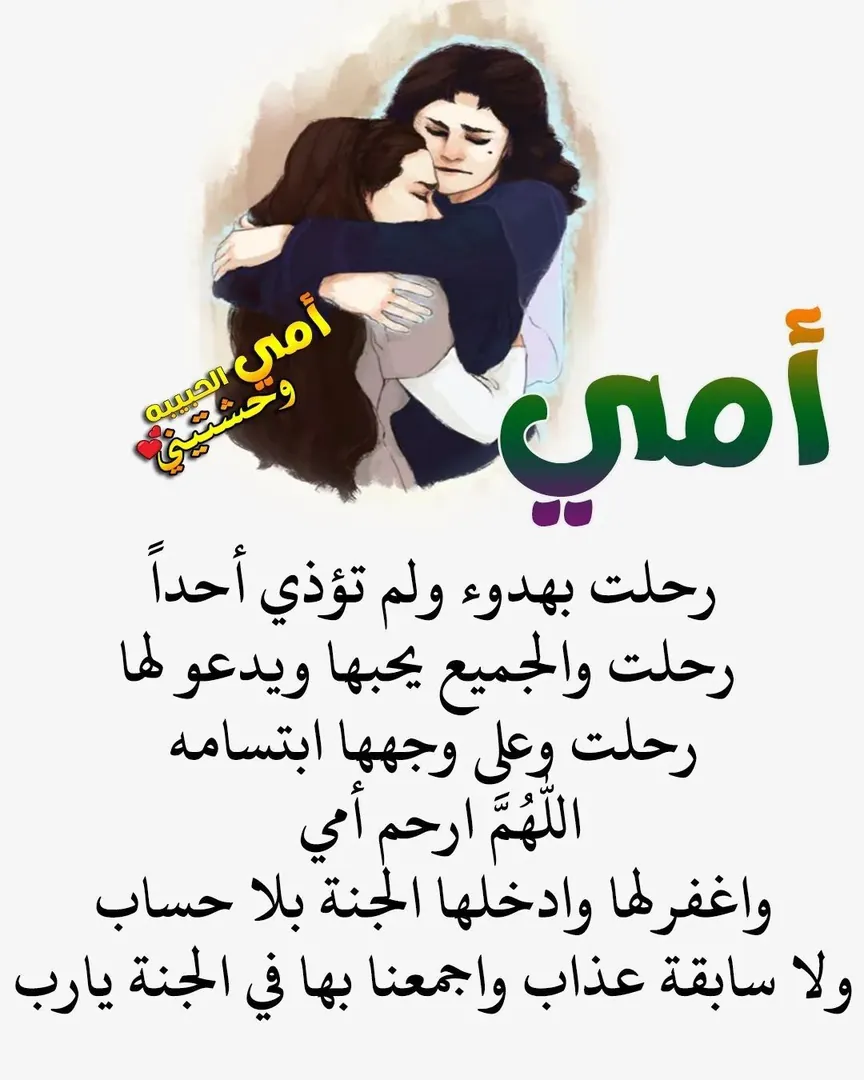 أمي الحبيبه
وحشتيني
أمي
رحلت بهدوء ولم تؤذي أحداً
رحلت والجميع يحبها ويدعو لها
رحلت وعلى وجهها ابتسامه
اللّٰهُمَّ ارحم أمي
واغفرلها وادخلها الجنة بلا حساب
ولا سابقة عذاب واجمعنا بها في الجنة يارب